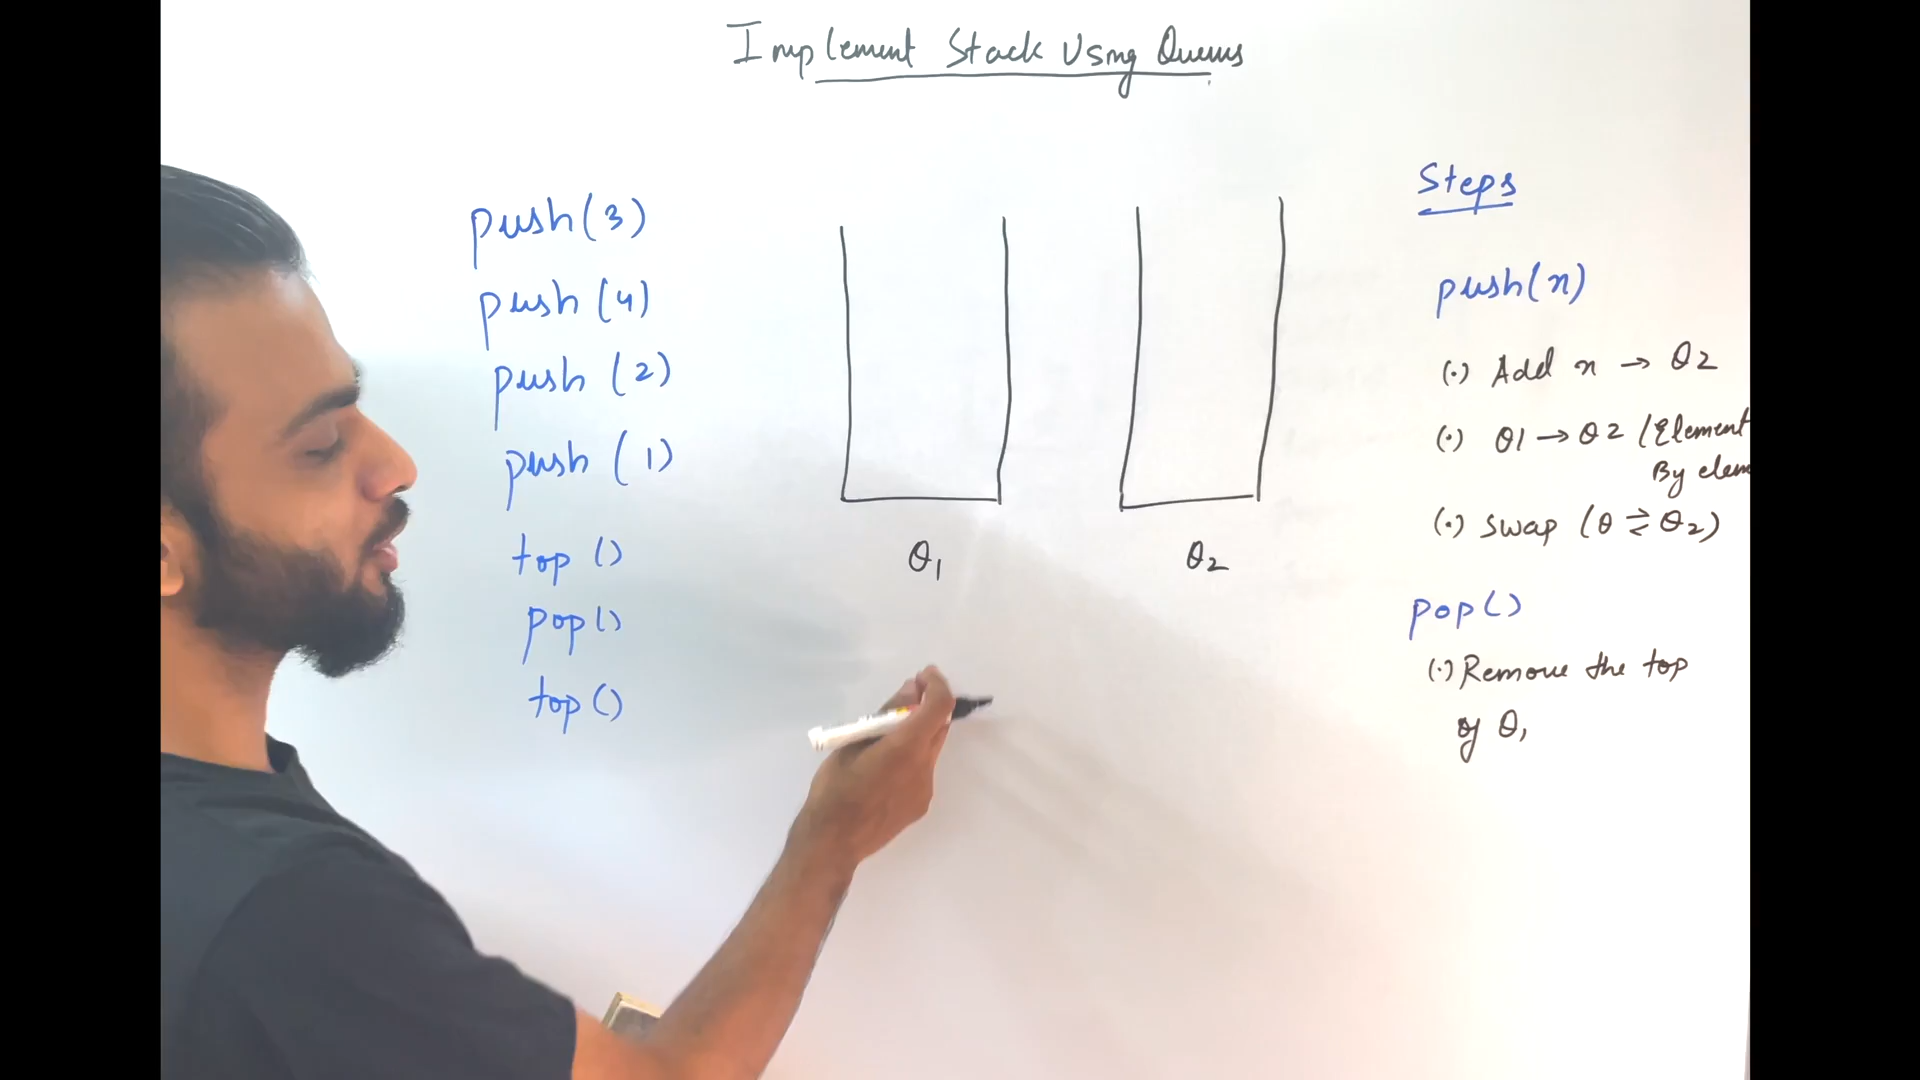 Implement Stack Using Queues
push(3)
push(4)
push(2)
push(1)
top()
pop()
top()
Q1
Q2
Steps
push(x)
(·) Add x → Q2
(·) Q1 → Q2 (Element
By elem
(·) swap (Q ⇄ Q2)
pop()
(·) Remove the top
of Q1